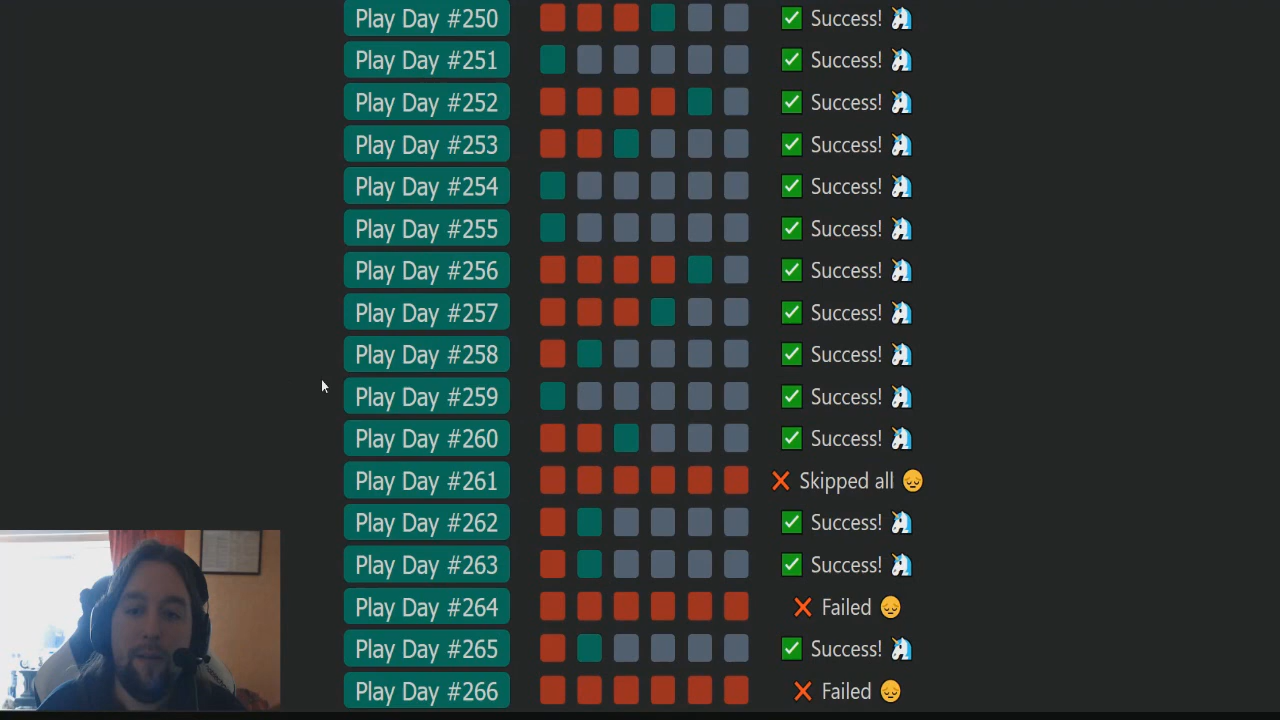 Play Day #250 ✅ Success! 🦄
Play Day #251 ✅ Success! 🦄
Play Day #252 ✅ Success! 🦄
Play Day #253 ✅ Success! 🦄
Play Day #254 ✅ Success! 🦄
Play Day #255 ✅ Success! 🦄
Play Day #256 ✅ Success! 🦄
Play Day #257 ✅ Success! 🦄
Play Day #258 ✅ Success! 🦄
Play Day #259 ✅ Success! 🦄
Play Day #260 ✅ Success! 🦄
Play Day #261 ❌ Skipped all 😔
Play Day #262 ✅ Success! 🦄
Play Day #263 ✅ Success! 🦄
Play Day #264 ❌ Failed 😔
Play Day #265 ✅ Success! 🦄
Play Day #266 ❌ Failed 😔